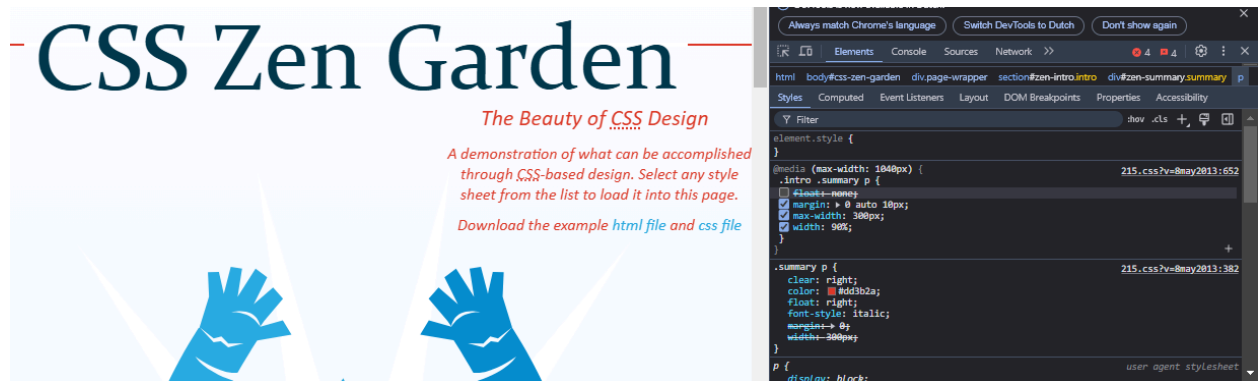 CSS Zen Garden
The Beauty of CSS Design
A demonstration of what can be accomplished
through CSS-based design. Select any style
sheet from the list to load it into this page.
Download the example html file and css file
Always match Chrome's language Switch DevTools to Dutch Don't show again
Elements Console Sources Network 4 4
html body#css-zen-garden div.page-wrapper section#zen-intro.intro div#zen-summary.summary p
Styles Computed Event Listeners Layout DOM Breakpoints Properties Accessibility
Filter :hov .cls
element.style {
}
@media (max-width: 1040px) {
.intro .summary p { 215.css?v=8may2013:652
float: none;
margin: 0 auto 10px;
max-width: 300px;
width: 90%;
}
}
.summary p { 215.css?v=8may2013:382
clear: right;
color: #dd3b2a;
float: right;
font-style: italic;
margin: 0;
width: 300px;
}
p { user agent stylesheet
display: block;